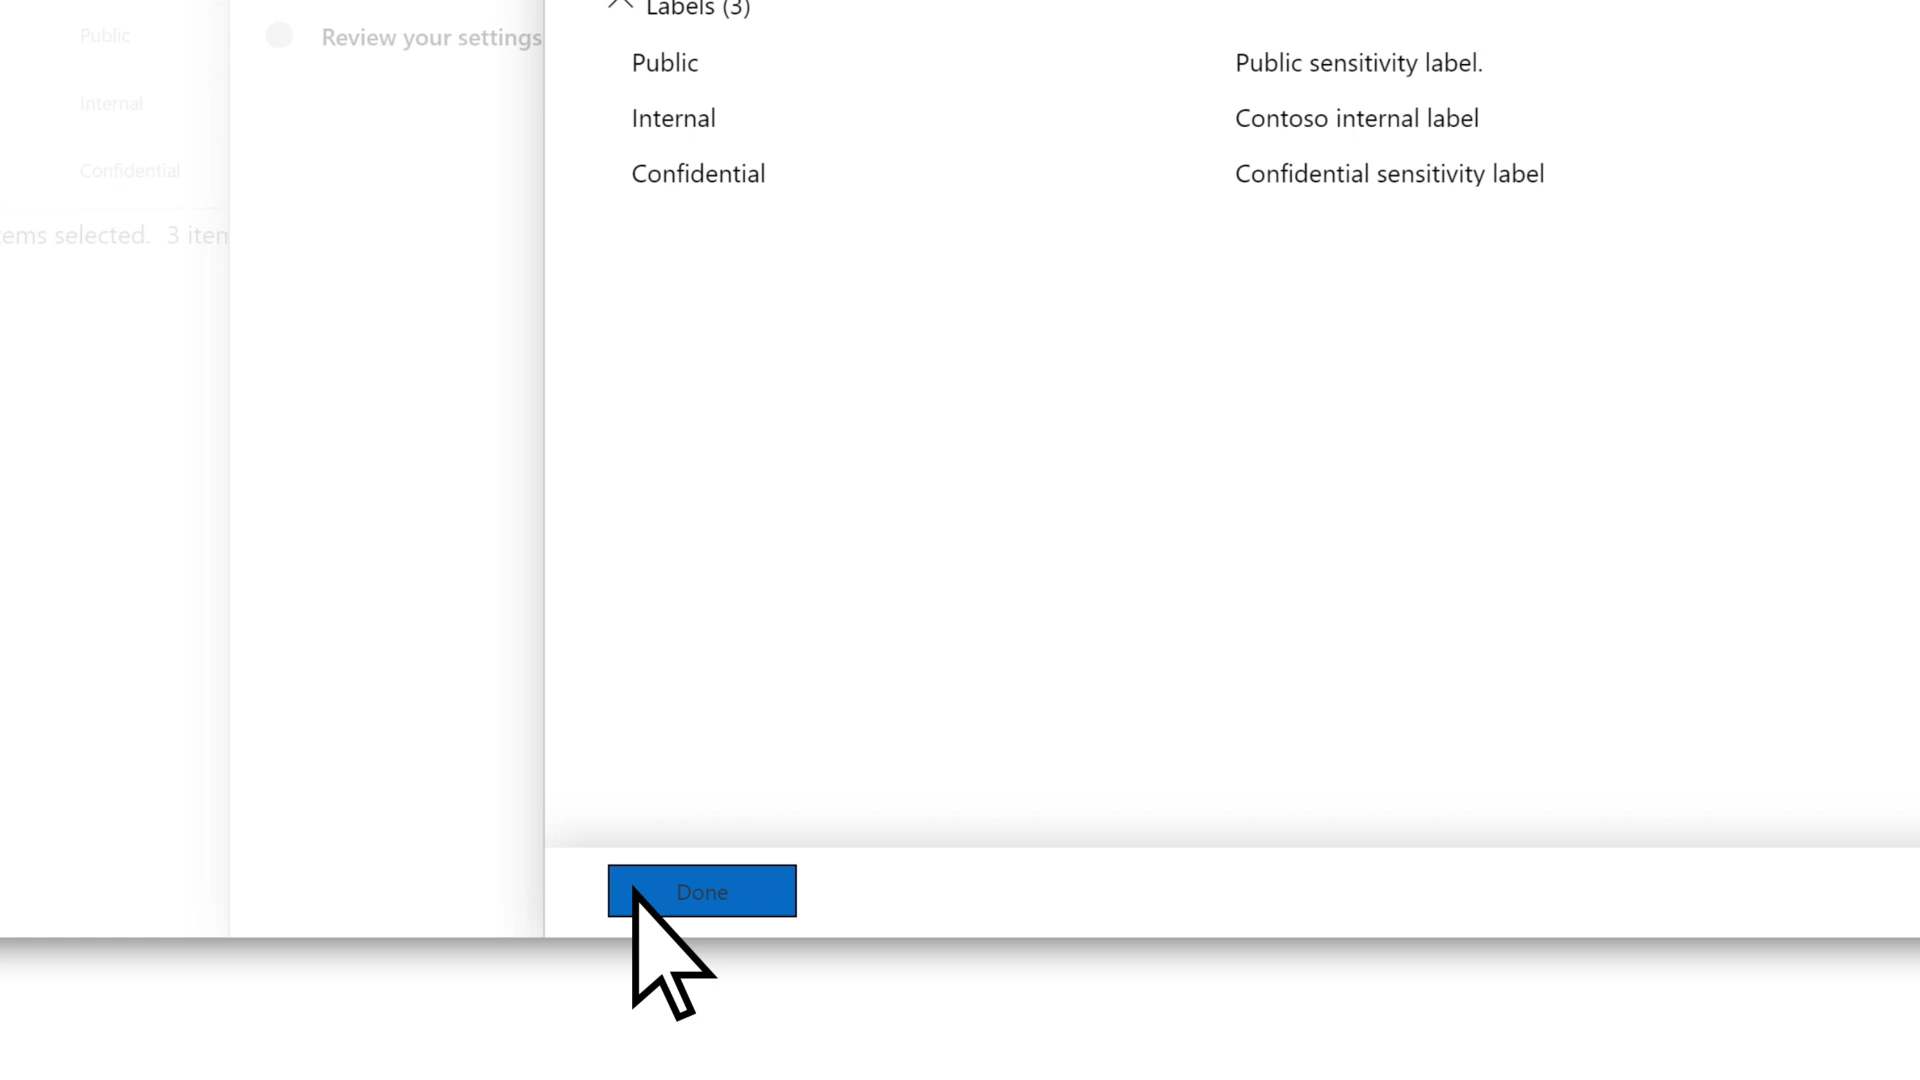 Public
Internal
Confidential
ems selected. 3 item
Review your settings
Labels (3)
Public Public sensitivity label.
Internal Contoso internal label
Confidential Confidential sensitivity label
Done